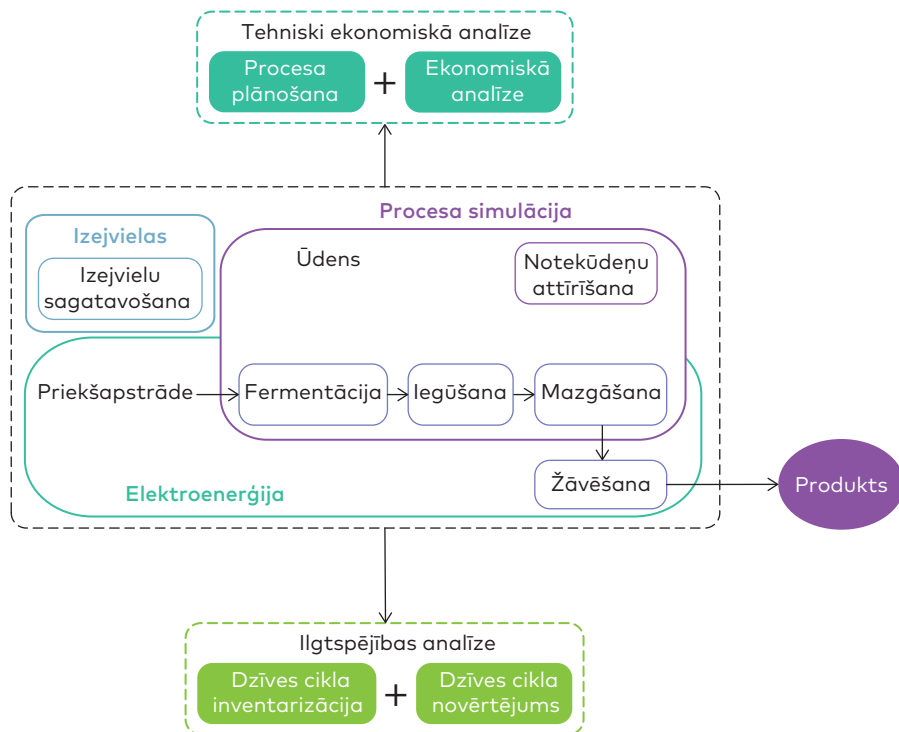 Tehniski ekonomiskā analīze
Procesa
plānošana
+
Ekonomiskā
analīze
Procesa simulācija
Izejvielas
Izejvielu
sagatavošana
Ūdens
Notekūdeņu
attīrīšana
Priekšapstrāde
Fermentācija
Iegūšana
Mazgāšana
Elektroenerģija
Žāvēšana
Produkts
Ilgtspējības analīze
Dzīves cikla
inventarizācija
+
Dzīves cikla
novērtējums